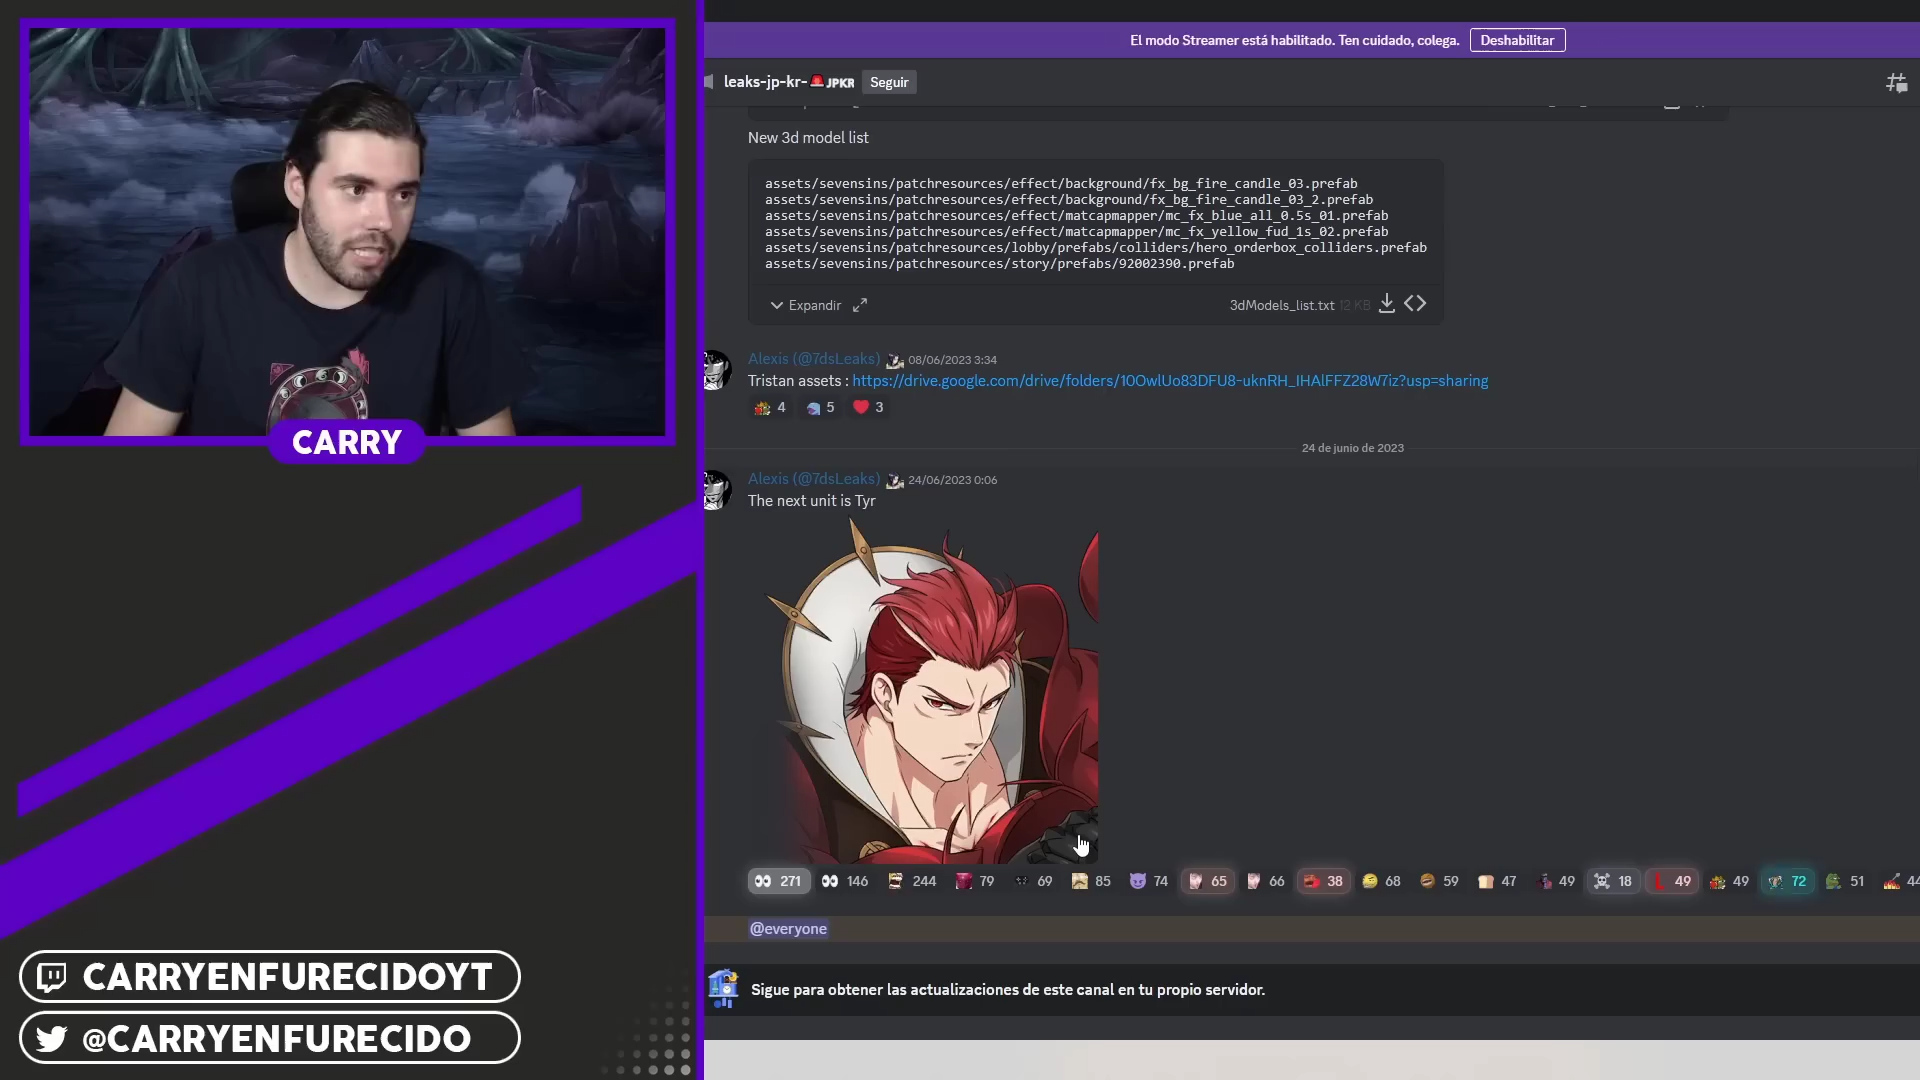 El modo Streamer está habilitado. Ten cuidado, colega. Deshabilitar
leaks-jp-kr-🚨JPKR Seguir
New 3d model list
assets/sevensins/patchresources/effect/background/fx_bg_fire_candle_03.prefab
assets/sevensins/patchresources/effect/background/fx_bg_fire_candle_03_2.prefab
assets/sevensins/patchresources/effect/matcapmapper/mc_fx_blue_all_0.5s_01.prefab
assets/sevensins/patchresources/effect/matcapmapper/mc_fx_yellow_fud_1s_02.prefab
assets/sevensins/patchresources/lobby/prefabs/colliders/hero_orderbox_colliders.prefab
assets/sevensins/patchresources/story/prefabs/92002390.prefab
Expandir 3dModels_list.txt 12 KB
Alexis (@7dsLeaks) 08/06/2023 3:34
Tristan assets : https://drive.google.com/drive/folders/10OwlUo83DFU8-uknRH_IHAlFFZ28W7iz?usp=sharing
4 5 3
24 de junio de 2023
Alexis (@7dsLeaks) 24/06/2023 0:06
The next unit is Tyr
271 146 244 79 69 85 74 65 66 38 68 59 47 49 18 49 49 72 51 44
@everyone
Sigue para obtener las actualizaciones de este canal en tu propio servidor.
CARRY
CARRYENFURECIDOYT
@CARRYENFURECIDO